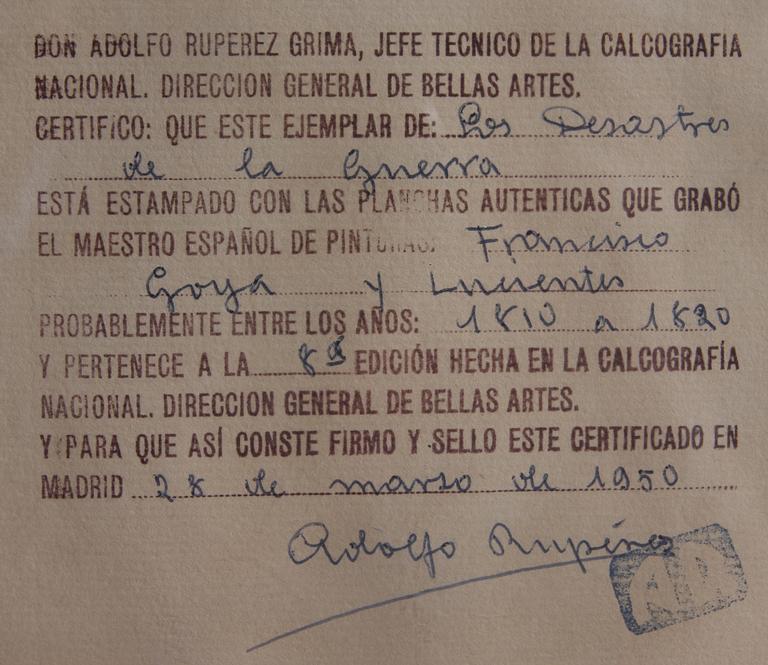 DON ADOLFO RUPEREZ GRIMA, JEFE TECNICO DE LA CALCOGRAFIA
NACIONAL. DIRECCION GENERAL DE BELLAS ARTES.
CERTIFICO: QUE ESTE EJEMPLAR DE: Los Desastres
de la Guerra
ESTÁ ESTAMPADO CON LAS PLANCHAS AUTENTICAS QUE GRABÓ
EL MAESTRO ESPAÑOL DE PINTURAS: Francisco
Goya y Lucientes
PROBABLEMENTE ENTRE LOS AÑOS: 1810 a 1820
Y PERTENECE A LA 8ª EDICIÓN HECHA EN LA CALCOGRAFÍA
NACIONAL. DIRECCION GENERAL DE BELLAS ARTES.
Y PARA QUE ASÍ CONSTE FIRMO Y SELLO ESTE CERTIFICADO EN
MADRID 28 de marzo de 1950
Adolfo Rupérez